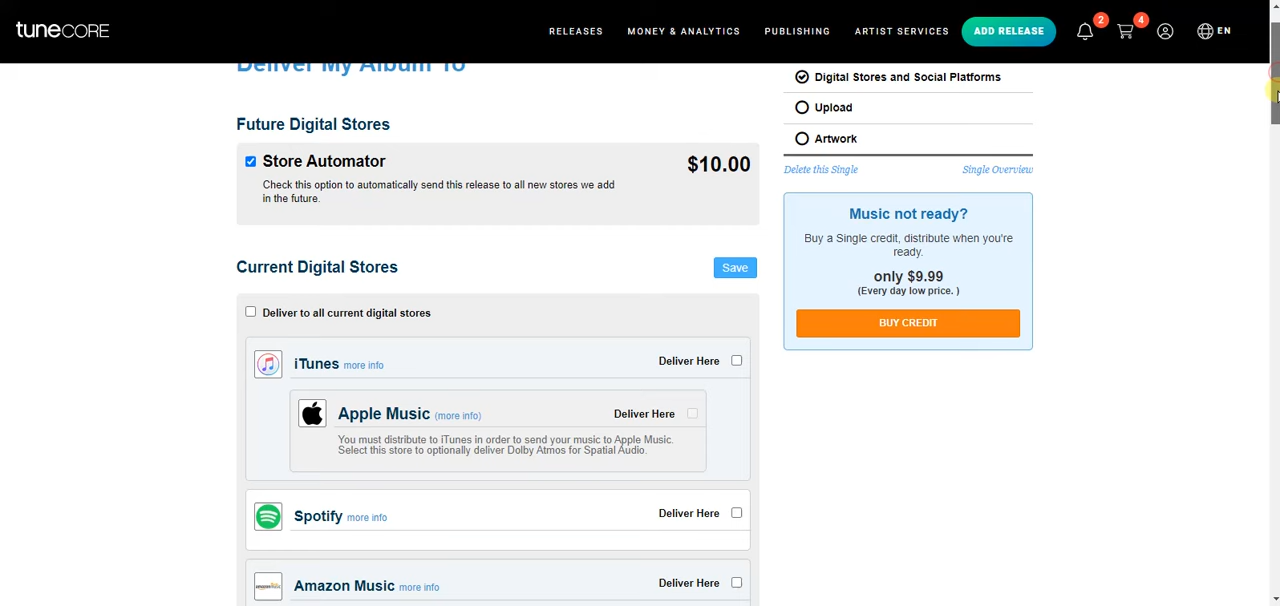 tunecore
RELEASES
MONEY & ANALYTICS
PUBLISHING
ARTIST SERVICES
ADD RELEASE
2
4
EN
Deliver My Album To
Future Digital Stores
Store Automator
$10.00
Check this option to automatically send this release to all new stores we add
in the future.
Current Digital Stores
Save
Deliver to all current digital stores
iTunes more info
Deliver Here
Apple Music (more info)
Deliver Here
You must distribute to iTunes in order to send your music to Apple Music.
Select this store to optionally deliver Dolby Atmos for Spatial Audio.
Spotify more info
Deliver Here
Amazon Music more info
Deliver Here
Digital Stores and Social Platforms
Upload
Artwork
Delete this Single
Single Overview
Music not ready?
Buy a Single credit, distribute when you're
ready.
only $9.99
(Every day low price. )
BUY CREDIT